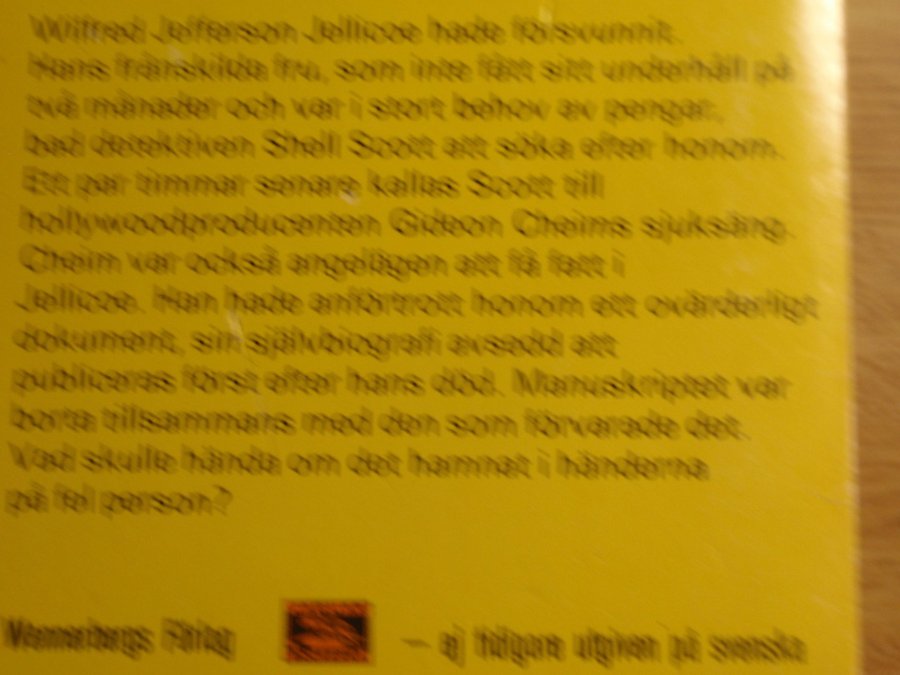 Wilfred Jefferson Jellicoe hade försvunnit.
Hans frånskilda fru, som inte fått sitt underhåll på
två månader och var i stort behov av pengar,
bad detektiven Shell Scott att söka efter honom.
Ett par timmar senare kallas Scott till
hollywoodproducenten Gideon Cheims sjuksäng.
Cheim var också angelägen att få fatt i
Jellicoe. Han hade anförtrott honom ett ovärderligt
dokument, sin självbiografi avsedd att
publiceras först efter hans död. Manuskriptet var
borta tillsammans med den som förvarade det.
Vad skulle hända om det hamnat i händerna
på fel person?
Wennerbergs Förlag – ej tidigare utgiven på svenska